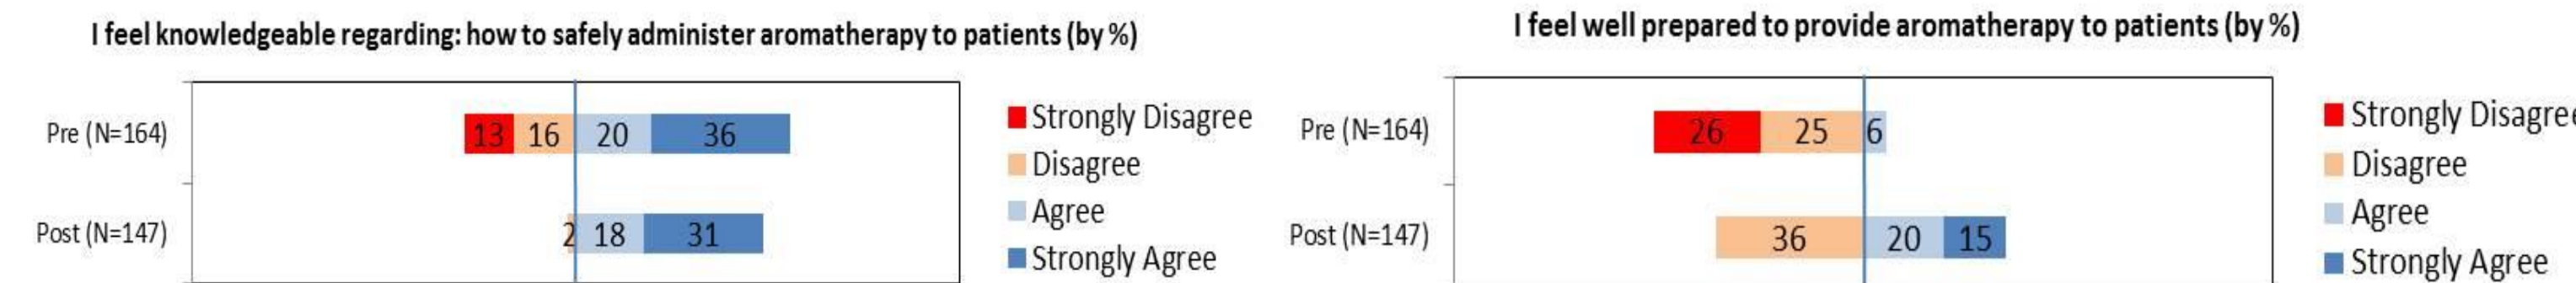 I feel knowledgeable regarding: how to safely administer aromatherapy to patients (by %)
Pre (N=164)
13 16 20 36
Post (N=147)
2 18 31
Strongly Disagree
Disagree
Agree
Strongly Agree
I feel well prepared to provide aromatherapy to patients (by %)
Pre (N=164)
26 25 6
Post (N=147)
36 20 15
Strongly Disagree
Disagree
Agree
Strongly Agree